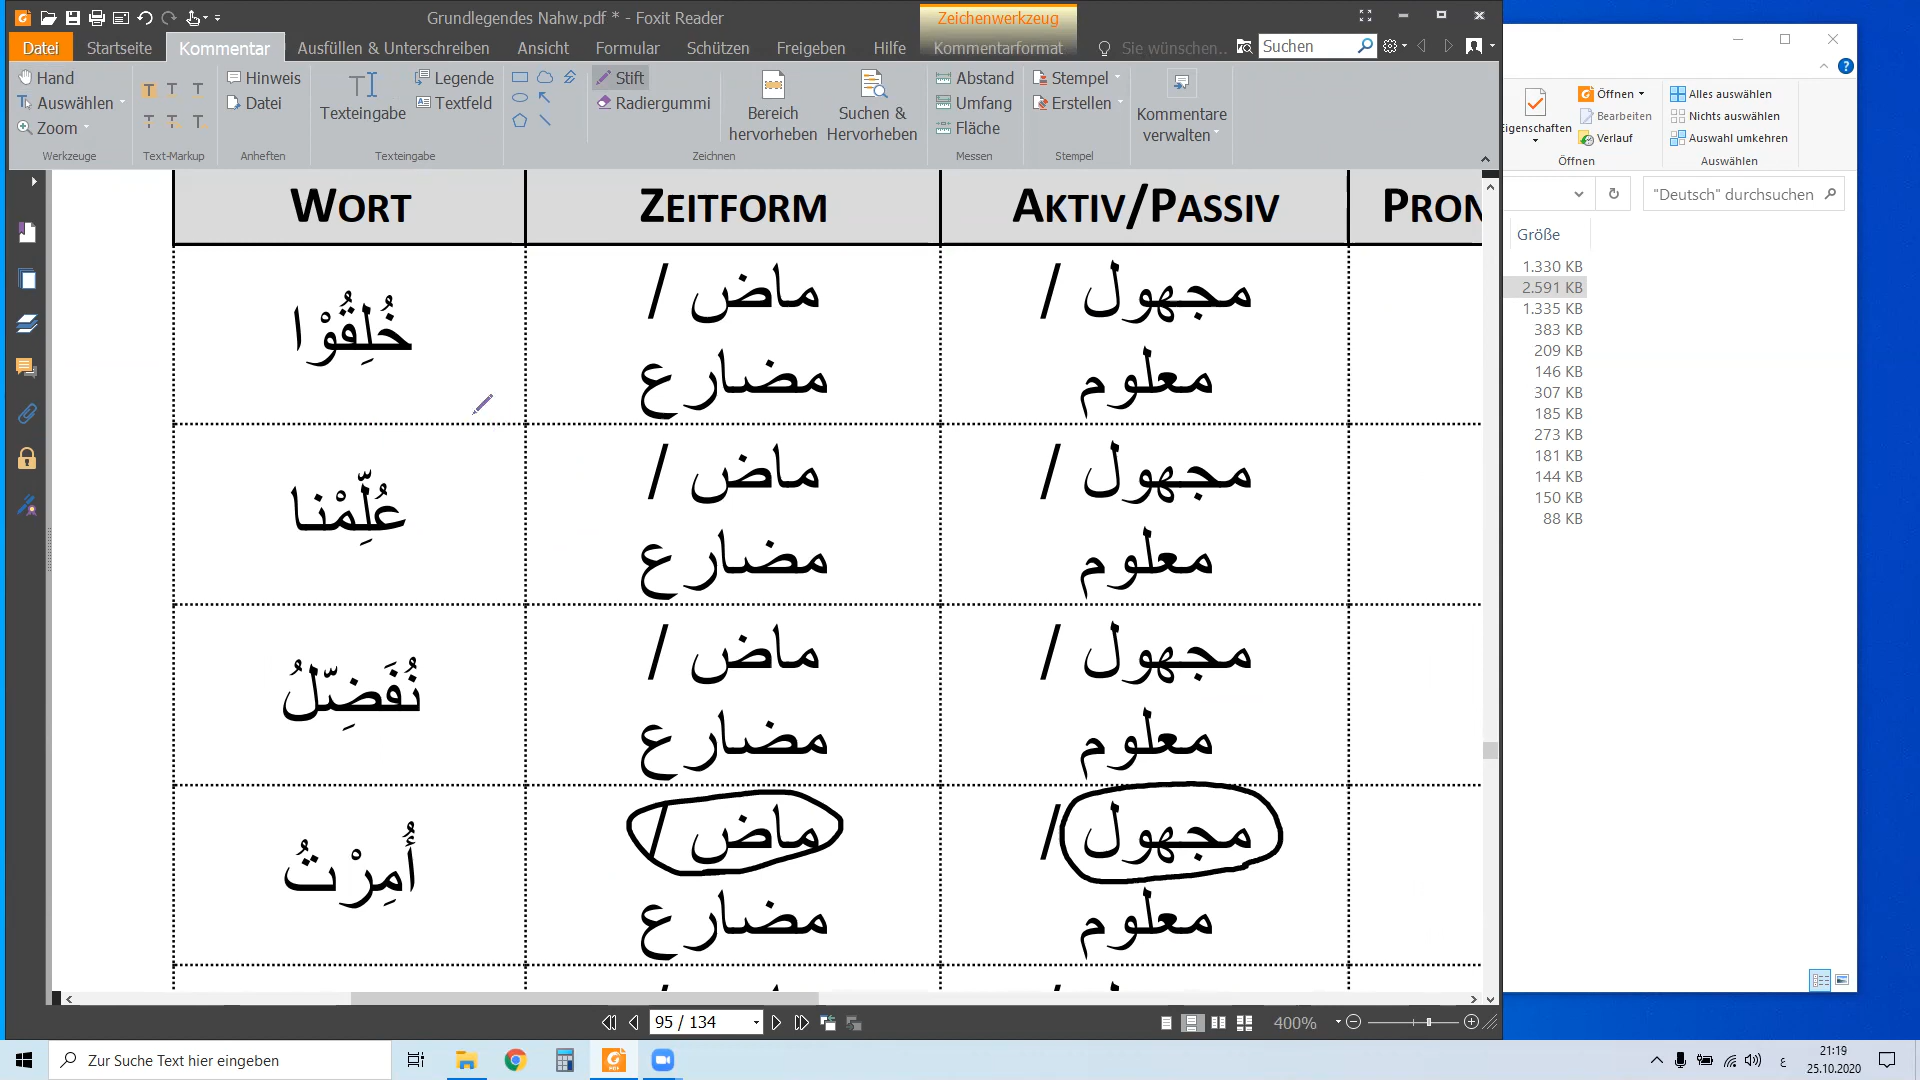 Grundlegendes Nahw.pdf * - Foxit Reader
Zeichenwerkzeug
Datei
Startseite
Kommentar
Ausfüllen & Unterschreiben
Ansicht
Formular
Schützen
Freigeben
Hilfe
Kommentarformat
Sie wünschen..
Suchen
Hand
Auswählen
Zoom
Werkzeuge
Text-Markup
Hinweis
Datei
Anheften
Texteingabe
Legende
Textfeld
Texteingabe
Stift
Radiergummi
Bereich
hervorheben
Suchen &
Hervorheben
Zeichnen
Abstand
Umfang
Fläche
Messen
Stempel
Erstellen
Stempel
Kommentare
verwalten
Eigenschaften
Öffnen
Bearbeiten
Verlauf
Öffnen
Alles auswählen
Nichts auswählen
Auswahl umkehren
Auswählen
"Deutsch" durchsuchen
Größe
1.330 KB
2.591 KB
1.335 KB
383 KB
209 KB
146 KB
307 KB
185 KB
273 KB
181 KB
144 KB
150 KB
88 KB
WORT ZEITFORM AKTIV/PASSIV PRON
خُلِقُوْا
ماض /
مضارع
مجهول /
معلوم
عُلِّمْنا
ماض /
مضارع
مجهول /
معلوم
نُفَضِّلُ
ماض /
مضارع
مجهول /
معلوم
أُمِرْتُ
ماض /
مضارع
مجهول /
معلوم
95 / 134
400%
Zur Suche Text hier eingeben
ع
21:19
25.10.2020